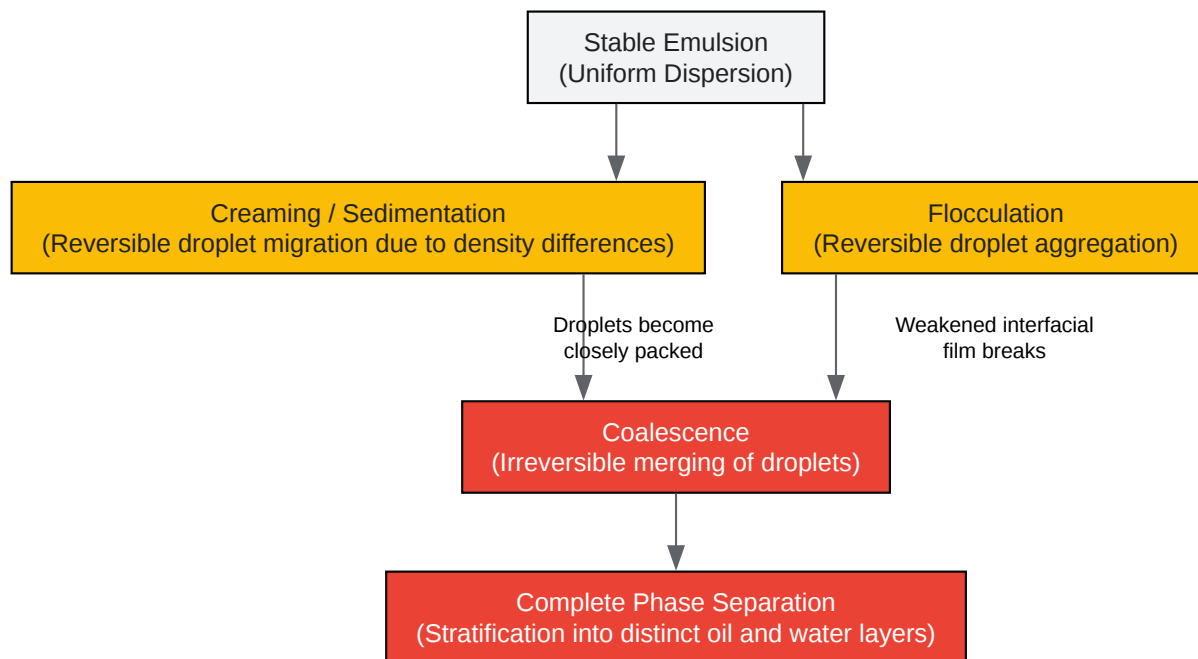 Stable Emulsion
(Uniform Dispersion)
Creaming / Sedimentation
(Reversible droplet migration due to density differences)
Flocculation
(Reversible droplet aggregation)
Droplets become
closely packed
Weakened interfacial
film breaks
Coalescence
(Irreversible merging of droplets)
Complete Phase Separation
(Stratification into distinct oil and water layers)